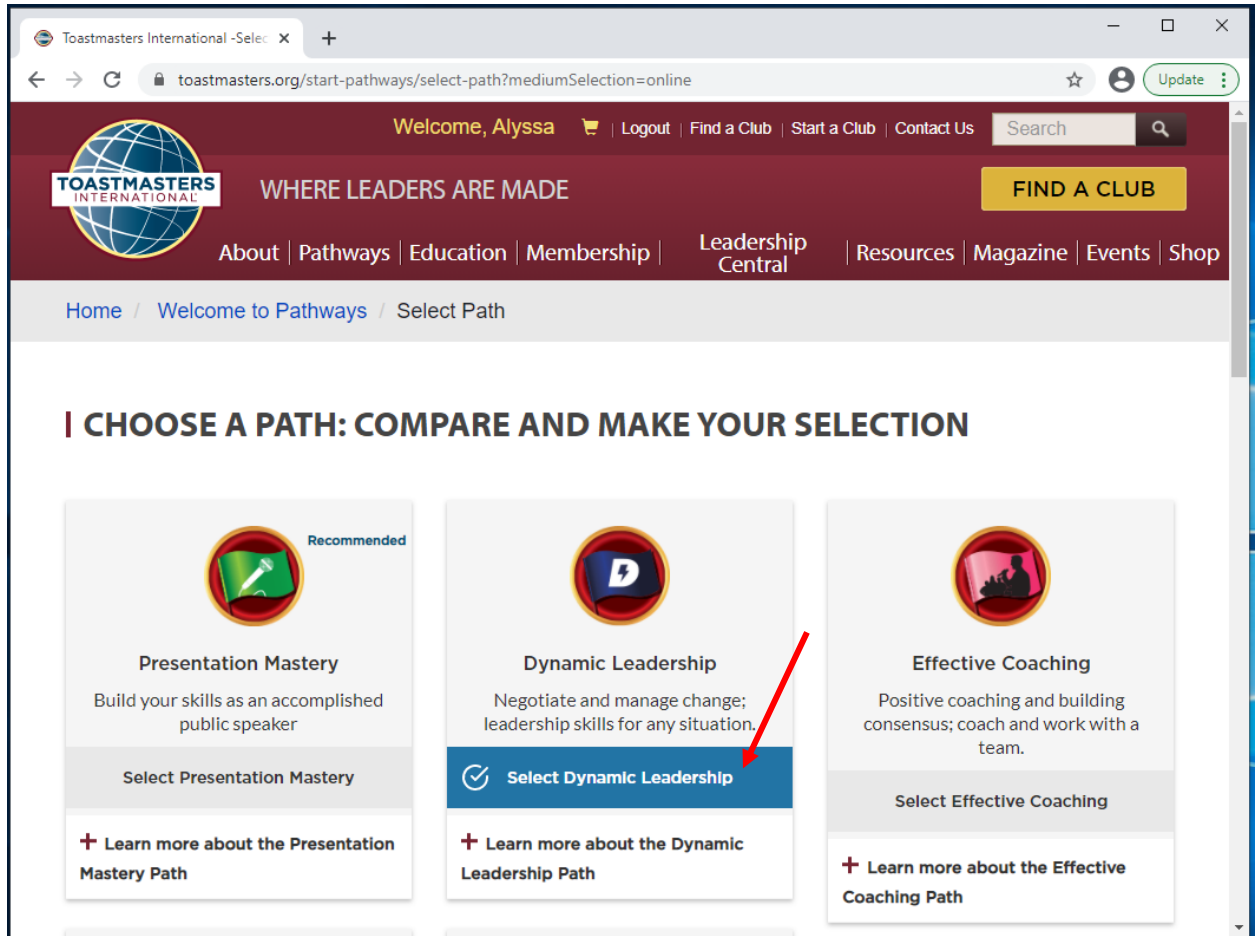 Toastmasters International -Selec
toastmasters.org/start-pathways/select-path?mediumSelection=online
Update
Welcome, Alyssa | Logout | Find a Club | Start a Club | Contact Us Search
TOASTMASTERS
INTERNATIONAL
WHERE LEADERS ARE MADE
FIND A CLUB
About | Pathways | Education | Membership | Leadership Central | Resources | Magazine | Events | Shop
Home / Welcome to Pathways / Select Path
CHOOSE A PATH: COMPARE AND MAKE YOUR SELECTION
Recommended
Presentation Mastery
Build your skills as an accomplished
public speaker
Select Presentation Mastery
+ Learn more about the Presentation
Mastery Path
D
Dynamic Leadership
Negotiate and manage change;
leadership skills for any situation.
Select Dynamic Leadership
+ Learn more about the Dynamic
Leadership Path
Effective Coaching
Positive coaching and building
consensus; coach and work with a
team.
Select Effective Coaching
+ Learn more about the Effective
Coaching Path